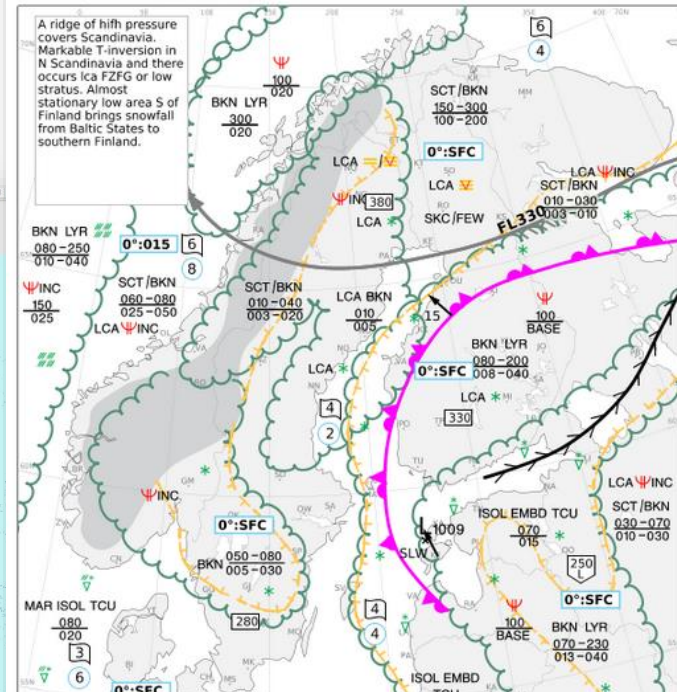 A ridge of hifh pressure
covers Scandinavia.
Markable T-inversion in
N Scandinavia and there
occurs lca FZFG or low
stratus. Almost
stationary low area S of
Finland brings snowfall
from Baltic States to
southern Finland.
6
4
70N
100
020
BKN LYR
300
020
SCT/BKN
150-300
100-200
0°:SFC
LCA
LCA
INC
380
LCA
SKC/FEW
LCA INC
SCT/BKN
010-030
003-010
FL330
BKN LYR
080-250
010-040
0°:015
6
8
INC
150
025
SCT/BKN
060-080
025-050
LCA INC
SCT/BKN
010-040
003-020
LCA BKN
010
005
15
100
BASE
BKN LYR
080-200
008-040
0°:SFC
LCA
LCA
330
4
2
INC
0°:SFC
BKN 050-080
005-030
280
L 1009
SLW
ISOL EMBD TCU
070
015
LCA INC
SCT/BKN
030-070
010-030
250
L
0°:SFC
100
BASE
BKN LYR
070-230
013-040
MAR ISOL TCU
080
020
3
6
4
4
0°:SFC
ISOL EMBD
TCU